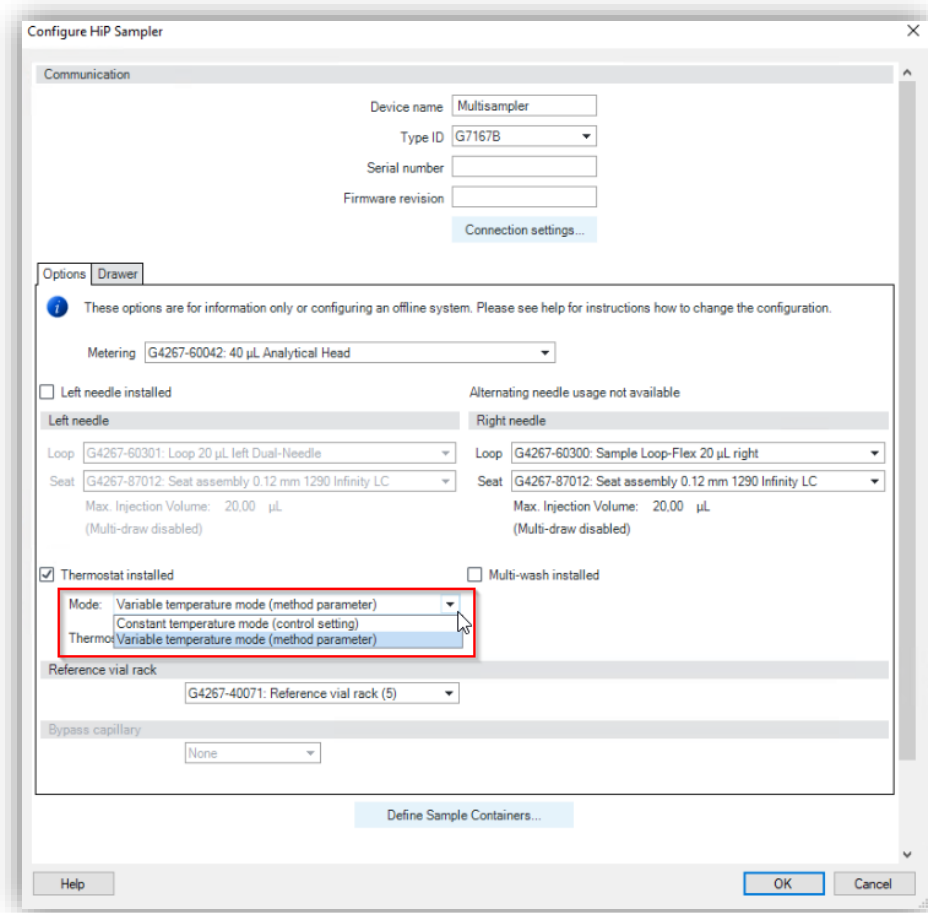 Configure HiP Sampler
Communication
Device name Multisampler
Type ID G7167B
Serial number
Firmware revision
Connection settings...
Options Drawer
These options are for information only or configuring an offline system. Please see help for instructions how to change the configuration.
Metering G4267-60042: 40 µL Analytical Head
Left needle installed Alternating needle usage not available
Left needle Right needle
Loop G4267-60301: Loop 20 µL left Dual-Needle Loop G4267-60300: Sample Loop-Flex 20 µL right
Seat G4267-87012: Seat assembly 0.12 mm 1290 Infinity LC Seat G4267-87012: Seat assembly 0.12 mm 1290 Infinity LC
Max. Injection Volume: 20,00 µL Max. Injection Volume: 20,00 µL
(Multi-draw disabled) (Multi-draw disabled)
Thermostat installed Multi-wash installed
Mode: Variable temperature mode (method parameter)
Constant temperature mode (control setting)
Thermos Variable temperature mode (method parameter)
Reference vial rack
G4267-40071: Reference vial rack (5)
Bypass capillary
None
Define Sample Containers...
Help OK Cancel